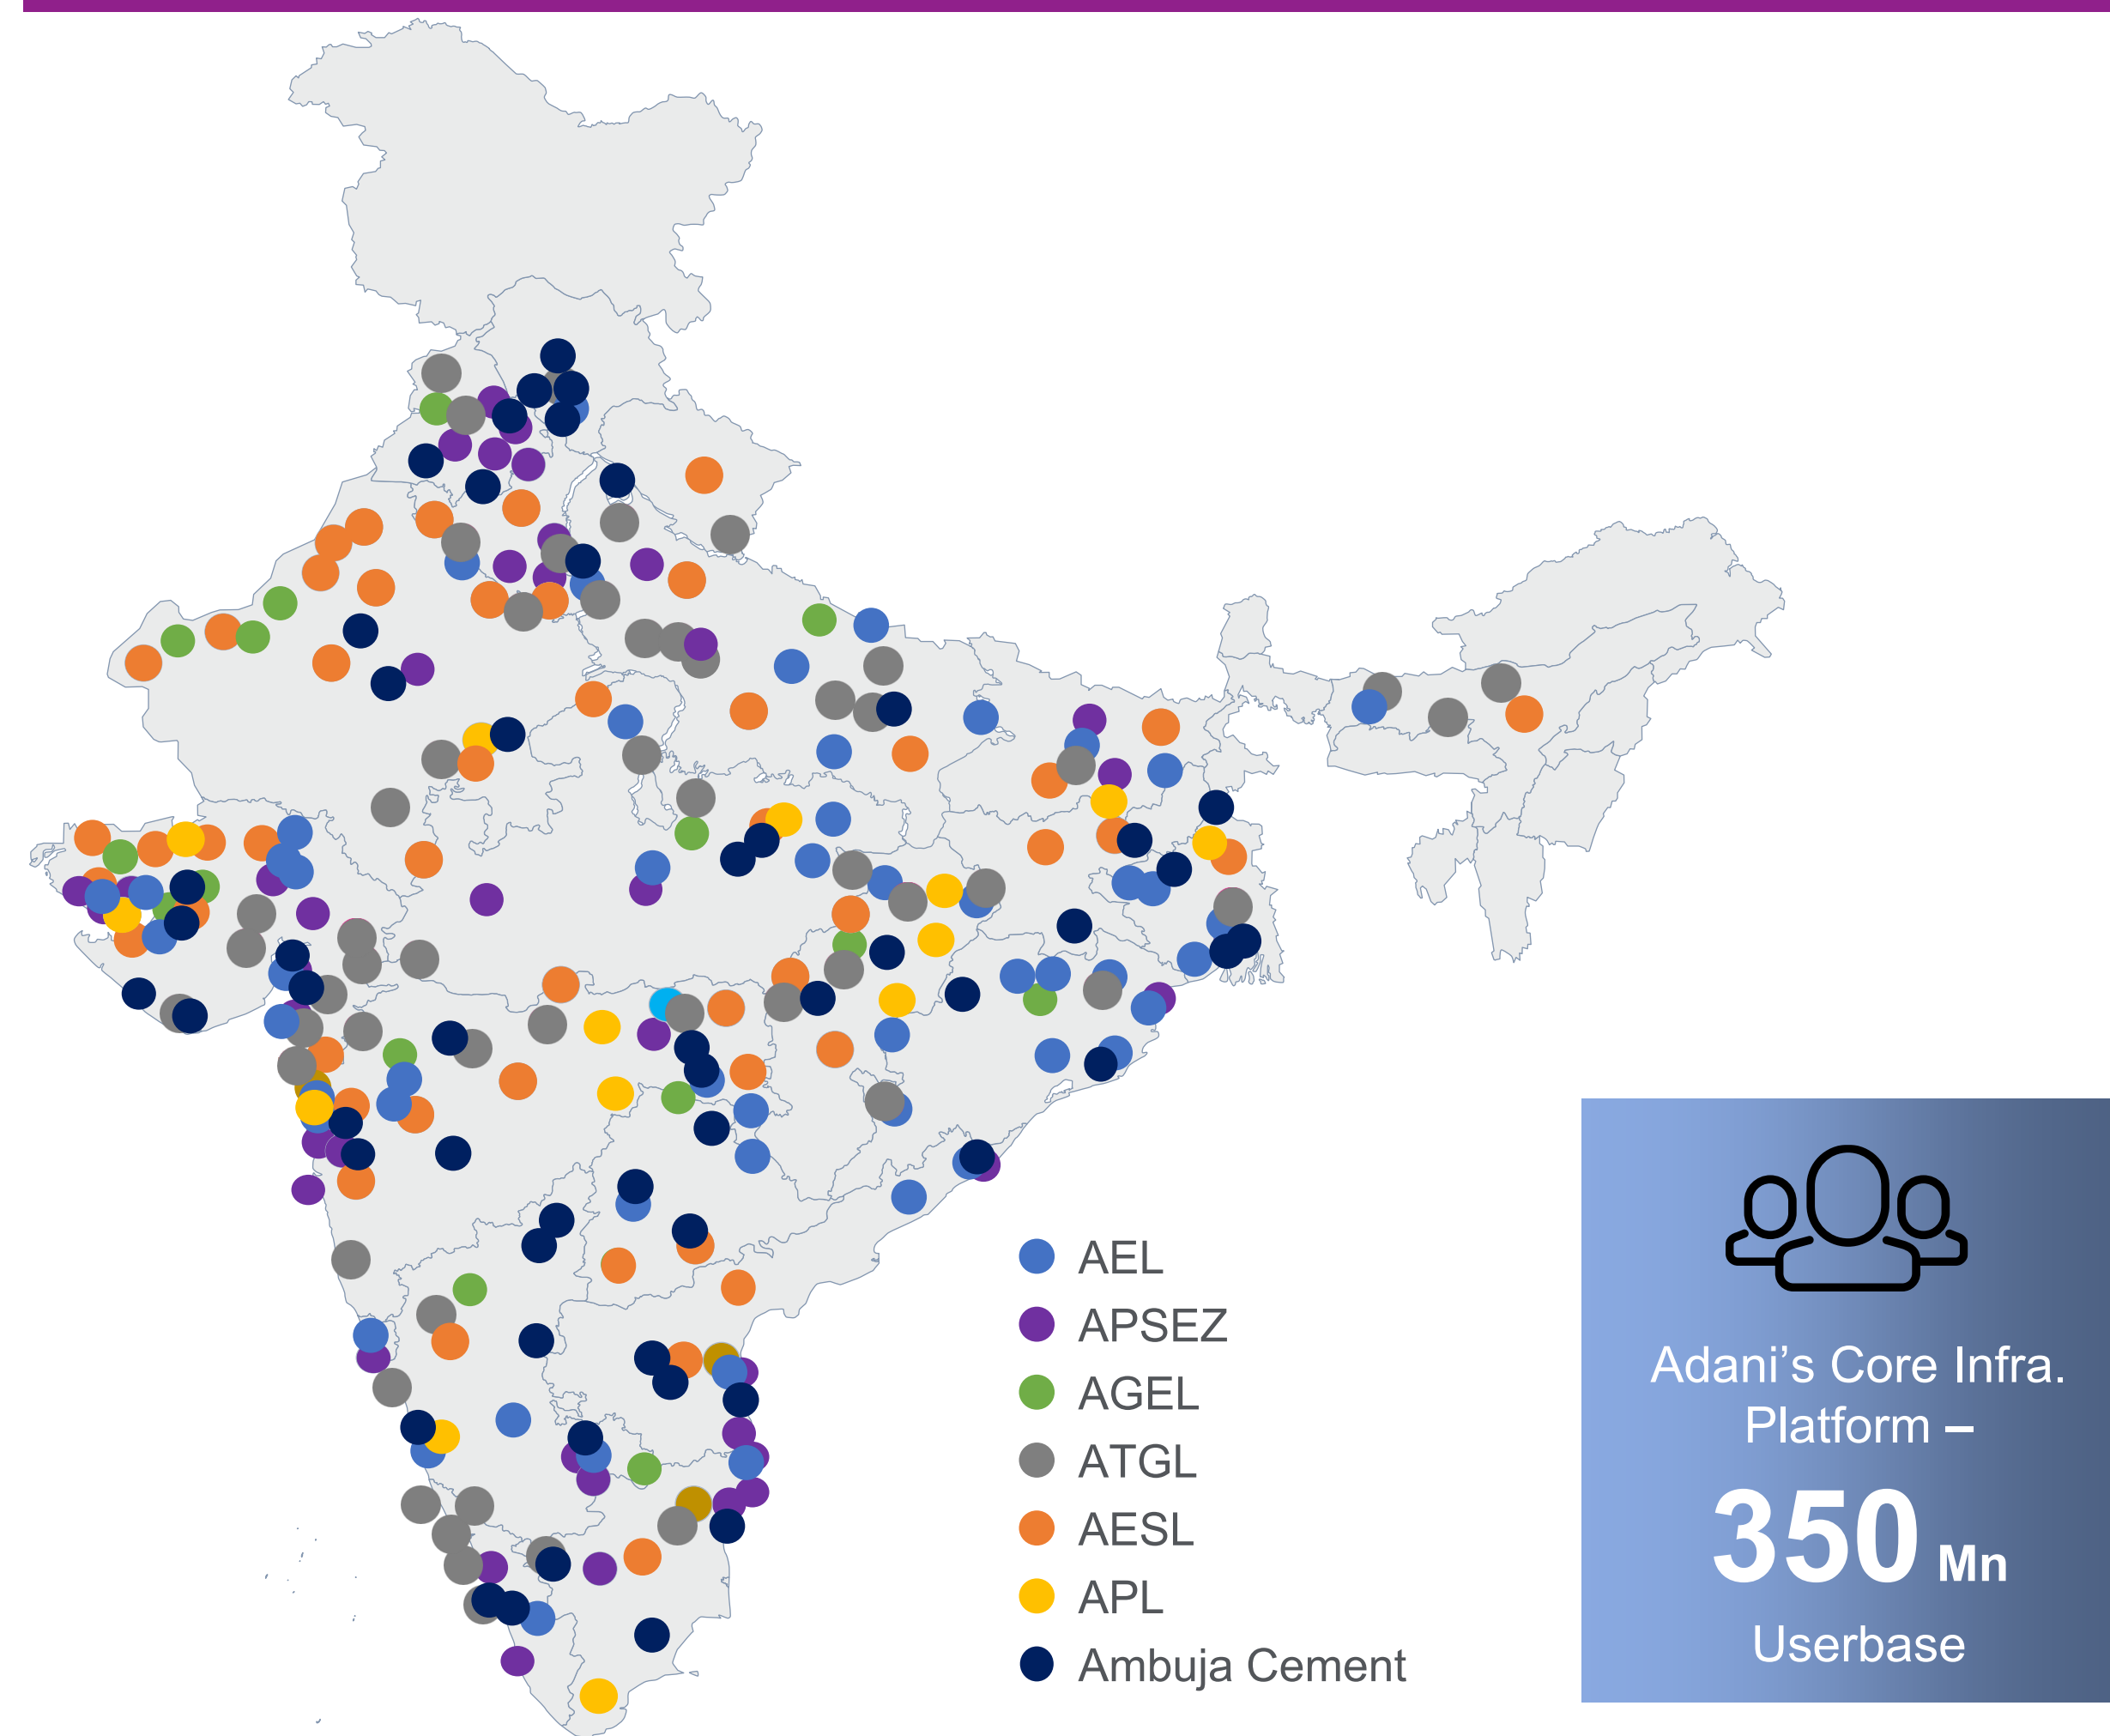 AEL
APSEZ
AGEL
ATGL
AESL
APL
Ambuja Cement
Adani’s Core Infra.
Platform –
350 Mn
Userbase